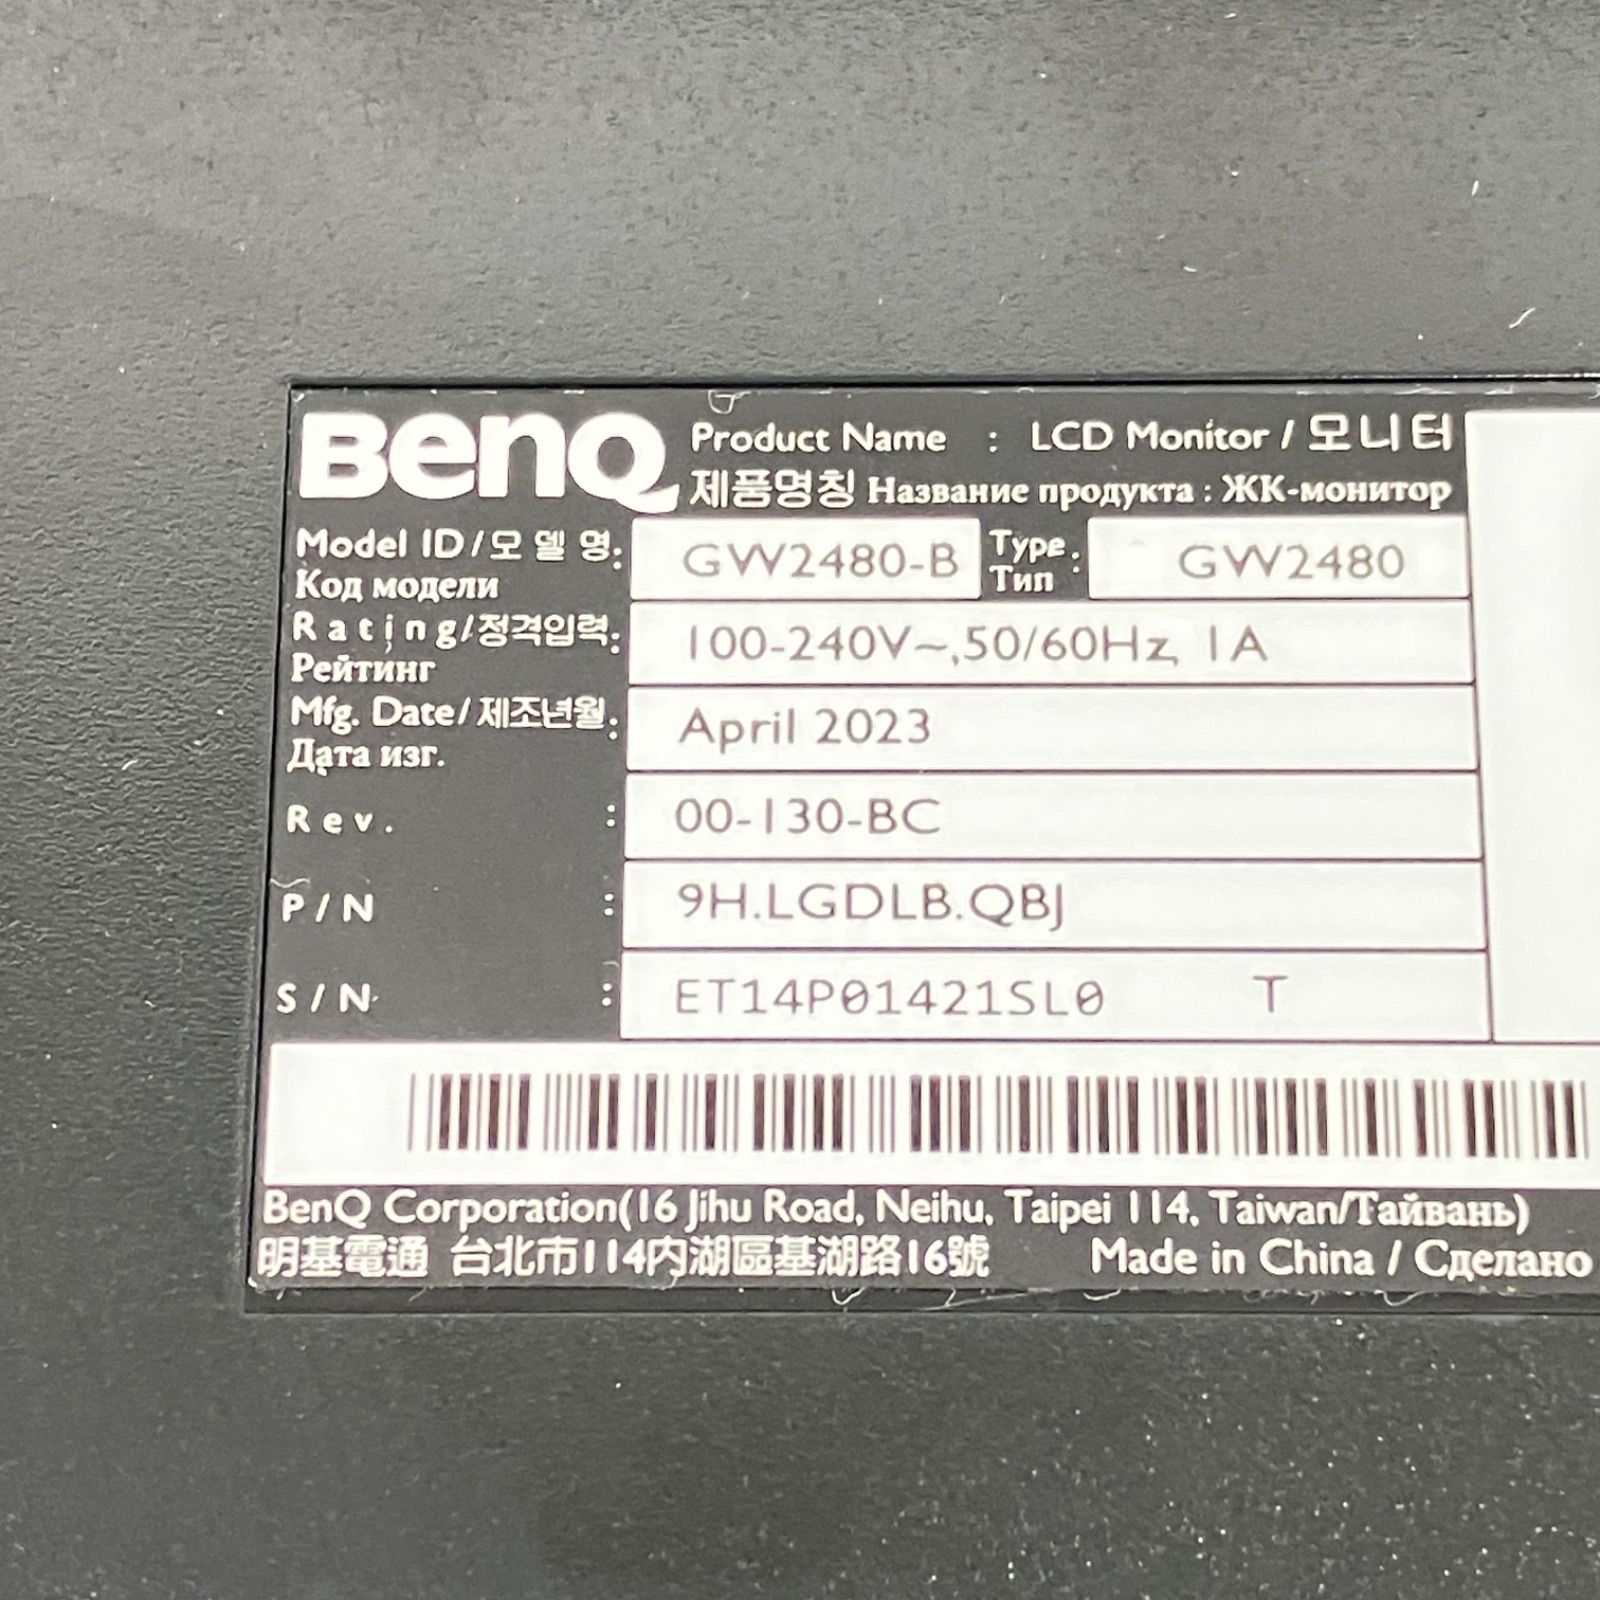 BenQ
Product Name : LCD Monitor / 모니터
제품명칭 Название продукта : ЖК-монитор
Model ID / 모 델 명 : GW2480-B Type : GW2480
Код модели Тип
Rating/정격입력 : 100-240V~,50/60Hz, 1A
Рейтинг
Mfg. Date/제조년월 : April 2023
Дата изг.
Rev. : 00-130-BC
P/N : 9H.LGDLB.QBJ
S/N : ET14P01421SL0 T
BenQ Corporation(16 Jihu Road, Neihu, Taipei 114, Taiwan/Тайвань)
明基電通 台北市114內湖區基湖路16號 Made in China / Сделано